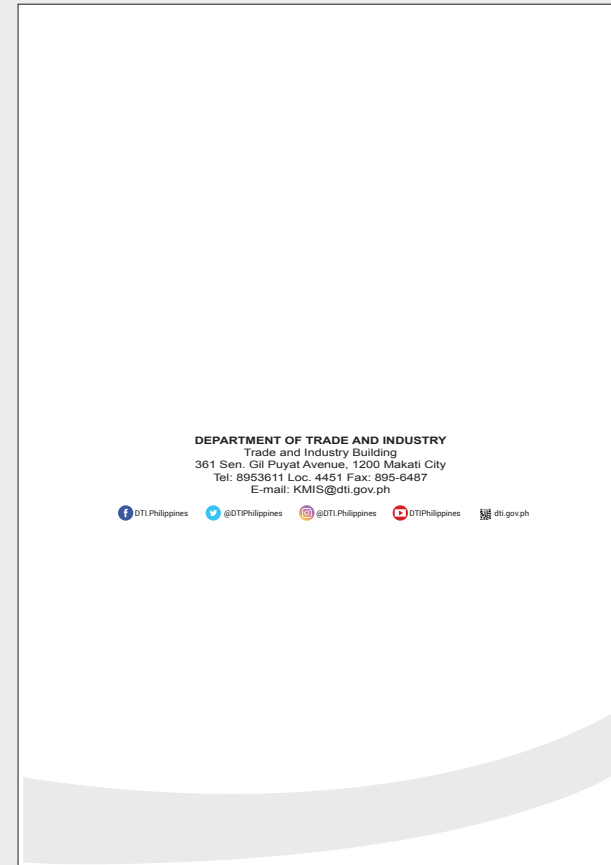 DEPARTMENT OF TRADE AND INDUSTRY
Trade and Industry Building
361 Sen. Gil Puyat Avenue, 1200 Makati City
Tel: 8953611 Loc. 4451 Fax: 895-6487
E-mail: KMIS@dti.gov.ph
DTI.Philippines @DTIPhilippines @DTI.Philippines DTIPhilippines dti.gov.ph